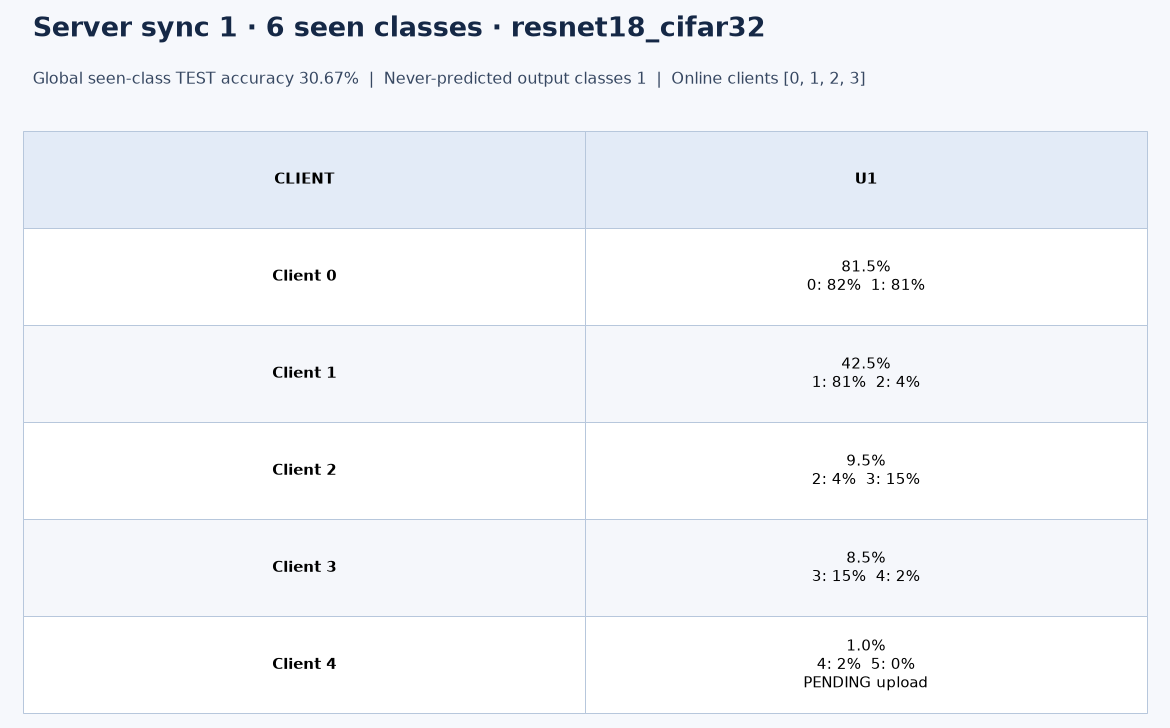 Server sync 1 · 6 seen classes · resnet18_cifar32
Global seen-class TEST accuracy 30.67% | Never-predicted output classes 1 | Online clients [0, 1, 2, 3]
CLIENT U1
Client 0
81.5%
0: 82% 1: 81%
Client 1
42.5%
1: 81% 2: 4%
Client 2
9.5%
2: 4% 3: 15%
Client 3
8.5%
3: 15% 4: 2%
Client 4
1.0%
4: 2% 5: 0%
PENDING upload